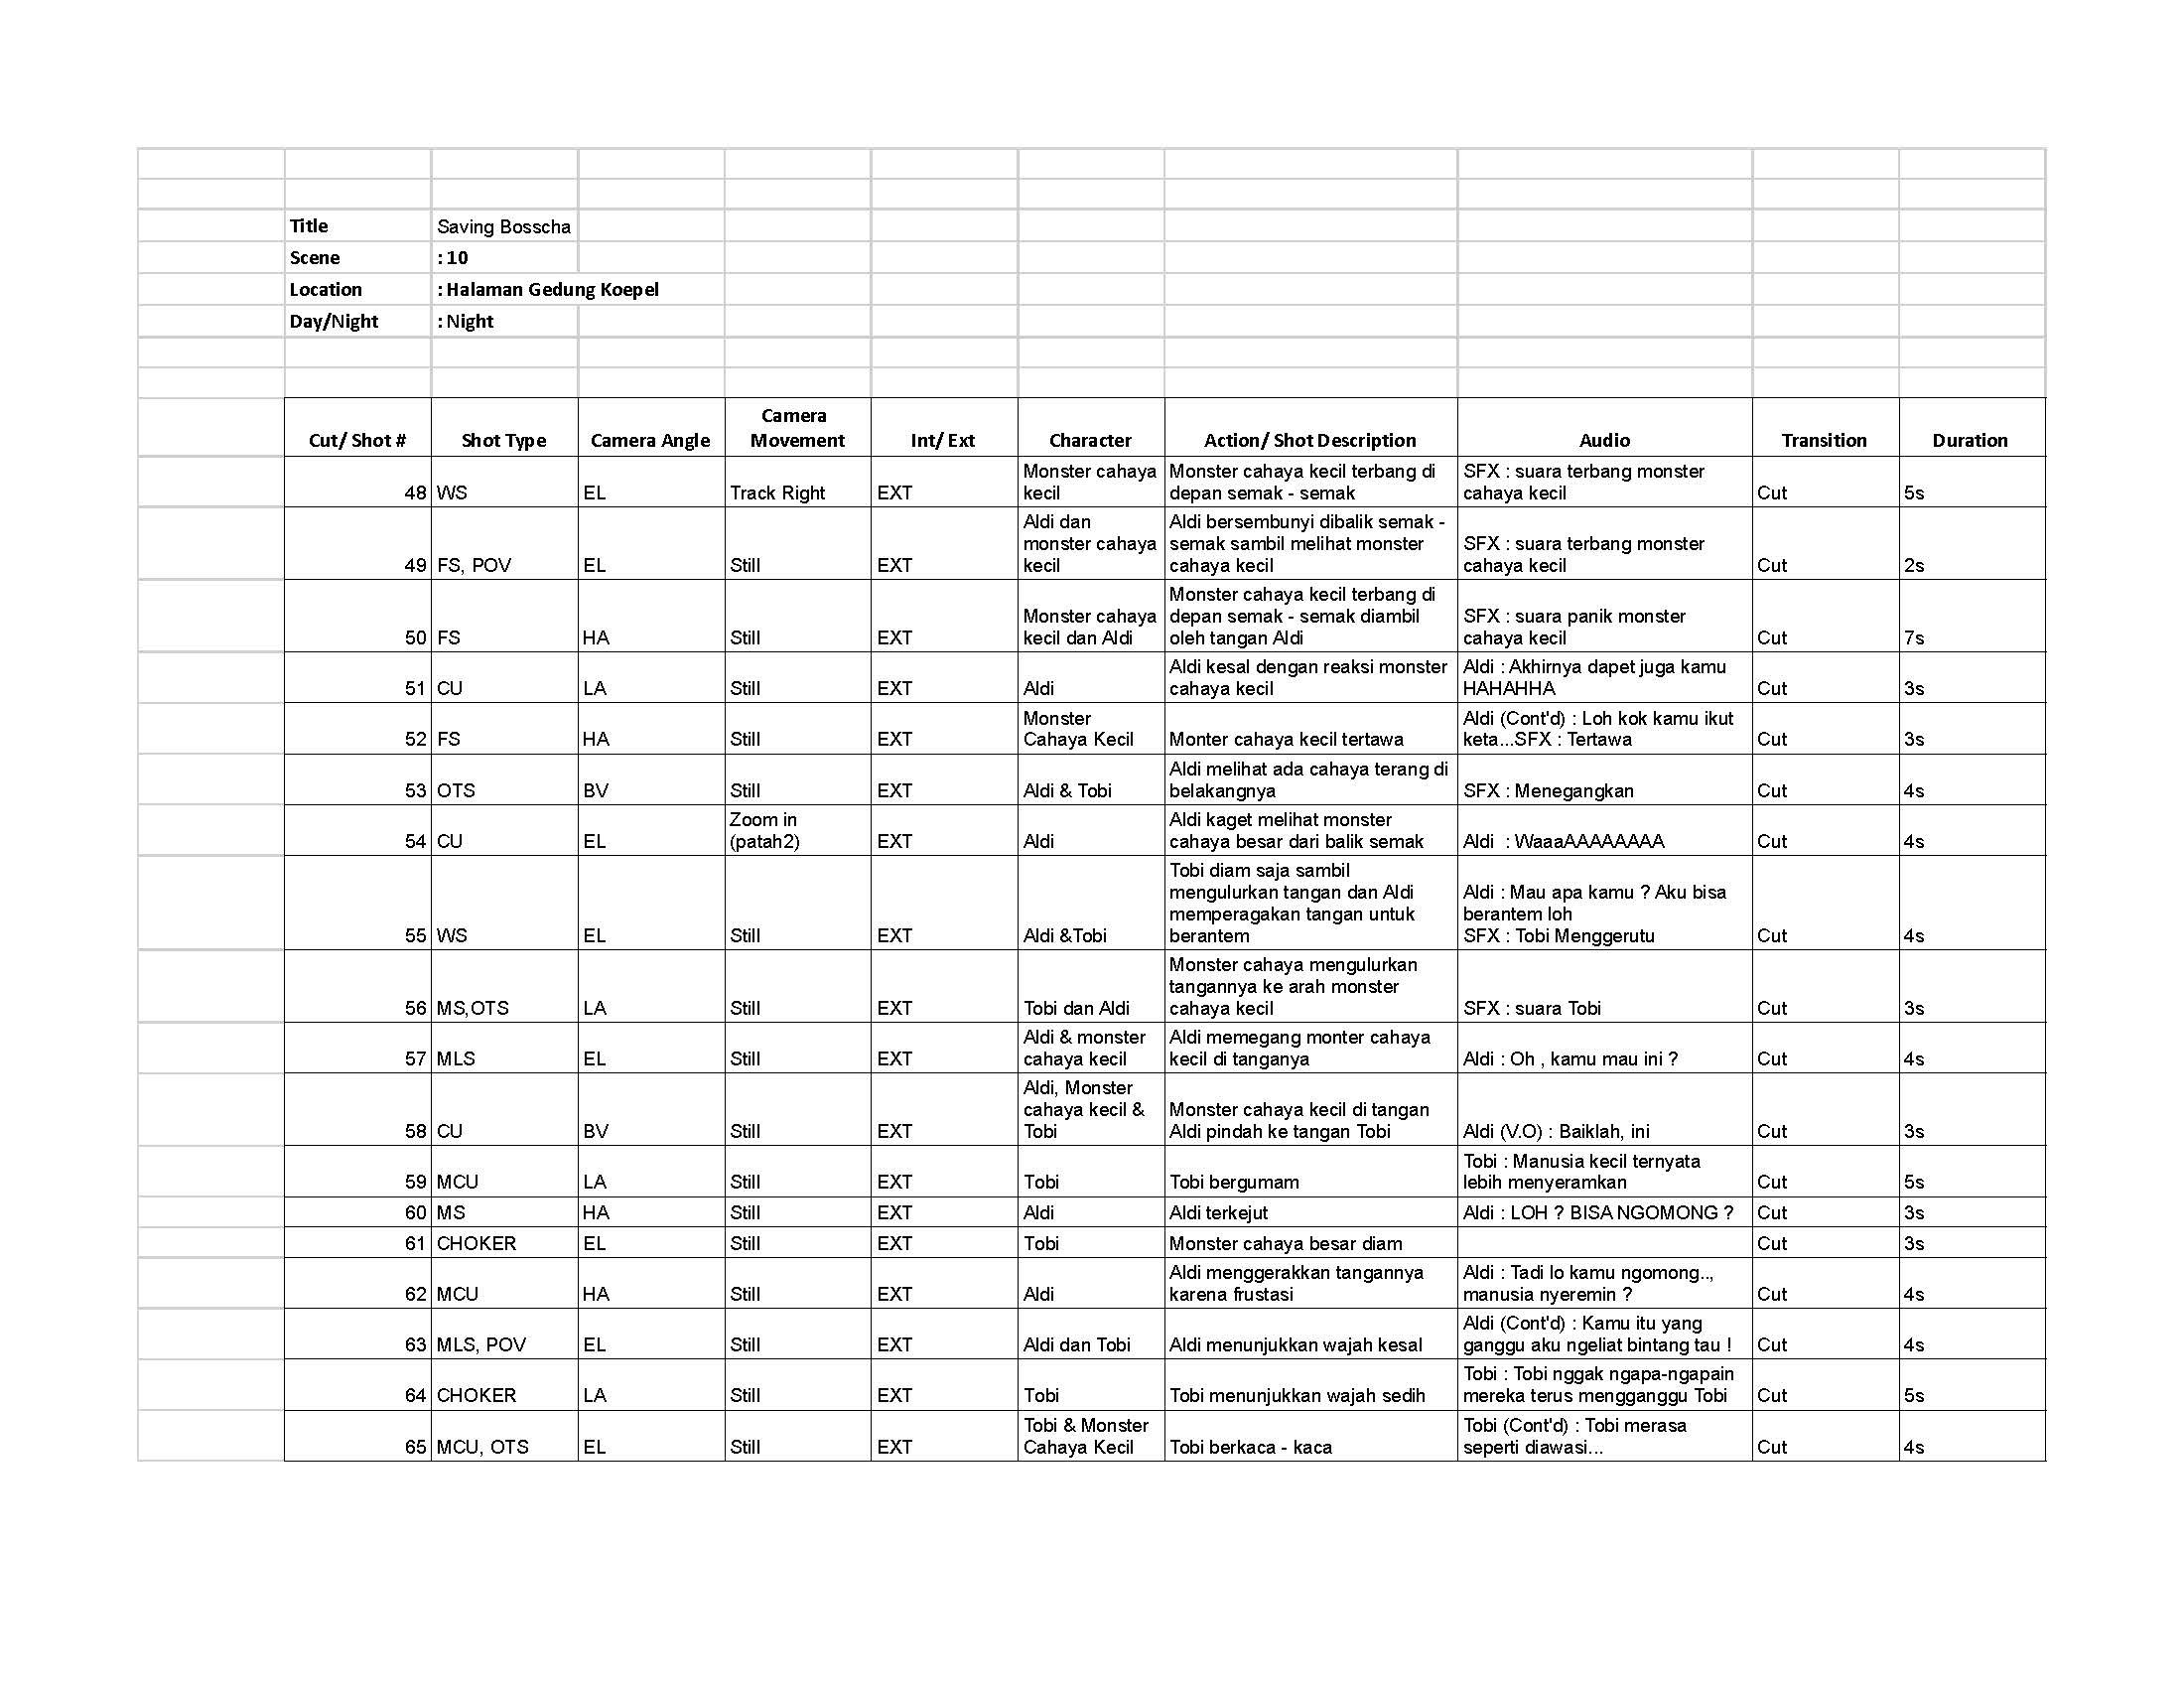 Title Saving Bosscha
Scene : 10
Location : Halaman Gedung Koepel
Day/Night : Night
Cut/ Shot # Shot Type Camera Angle Camera Movement Int/ Ext Character Action/ Shot Description Audio Transition Duration
48 WS EL Track Right EXT Monster cahaya kecil Monster cahaya kecil terbang di depan semak - semak SFX : suara terbang monster cahaya kecil Cut 5s
49 FS, POV EL Still EXT Aldi dan monster cahaya kecil Aldi bersembunyi dibalik semak - semak sambil melihat monster cahaya kecil SFX : suara terbang monster cahaya kecil Cut 2s
50 FS HA Still EXT Monster cahaya kecil dan Aldi Monster cahaya kecil terbang di depan semak - semak diambil oleh tangan Aldi SFX : suara panik monster cahaya kecil Cut 7s
51 CU LA Still EXT Aldi Aldi kesal dengan reaksi monster cahaya kecil Aldi : Akhirnya dapet juga kamu HAHAHHA Cut 3s
52 FS HA Still EXT Monster Cahaya Kecil Monter cahaya kecil tertawa Aldi (Cont'd) : Loh kok kamu ikut keta...SFX : Tertawa Cut 3s
53 OTS BV Still EXT Aldi & Tobi Aldi melihat ada cahaya terang di belakangnya SFX : Menegangkan Cut 4s
54 CU EL Zoom in (patah2) EXT Aldi Aldi kaget melihat monster cahaya besar dari balik semak Aldi : WaaaAAAAAAAA Cut 4s
55 WS EL Still EXT Aldi &Tobi Tobi diam saja sambil mengulurkan tangan dan Aldi memperagakan tangan untuk berantem Aldi : Mau apa kamu ? Aku bisa berantem loh SFX : Tobi Menggerutu Cut 4s
56 MS,OTS LA Still EXT Tobi dan Aldi Monster cahaya mengulurkan tangannya ke arah monster cahaya kecil SFX : suara Tobi Cut 3s
57 MLS EL Still EXT Aldi & monster cahaya kecil Aldi memegang monter cahaya kecil di tanganya Aldi : Oh , kamu mau ini ? Cut 4s
58 CU BV Still EXT Aldi, Monster cahaya kecil & Tobi Monster cahaya kecil di tangan Aldi pindah ke tangan Tobi Aldi (V.O) : Baiklah, ini Cut 3s
59 MCU LA Still EXT Tobi Tobi bergumam Tobi : Manusia kecil ternyata lebih menyeramkan Cut 5s
60 MS HA Still EXT Aldi Aldi terkejut Aldi : LOH ? BISA NGOMONG ? Cut 3s
61 CHOKER EL Still EXT Tobi Monster cahaya besar diam Cut 3s
62 MCU HA Still EXT Aldi Aldi menggerakkan tangannya karena frustasi Aldi : Tadi lo kamu ngomong.., manusia nyeremin ? Cut 4s
63 MLS, POV EL Still EXT Aldi dan Tobi Aldi menunjukkan wajah kesal Aldi (Cont'd) : Kamu itu yang ganggu aku ngeliat bintang tau ! Cut 4s
64 CHOKER LA Still EXT Tobi Tobi menunjukkan wajah sedih Tobi : Tobi nggak ngapa-ngapain mereka terus mengganggu Tobi Cut 5s
65 MCU, OTS EL Still EXT Tobi & Monster Cahaya Kecil Tobi berkaca - kaca Tobi (Cont'd) : Tobi merasa seperti diawasi... Cut 4s